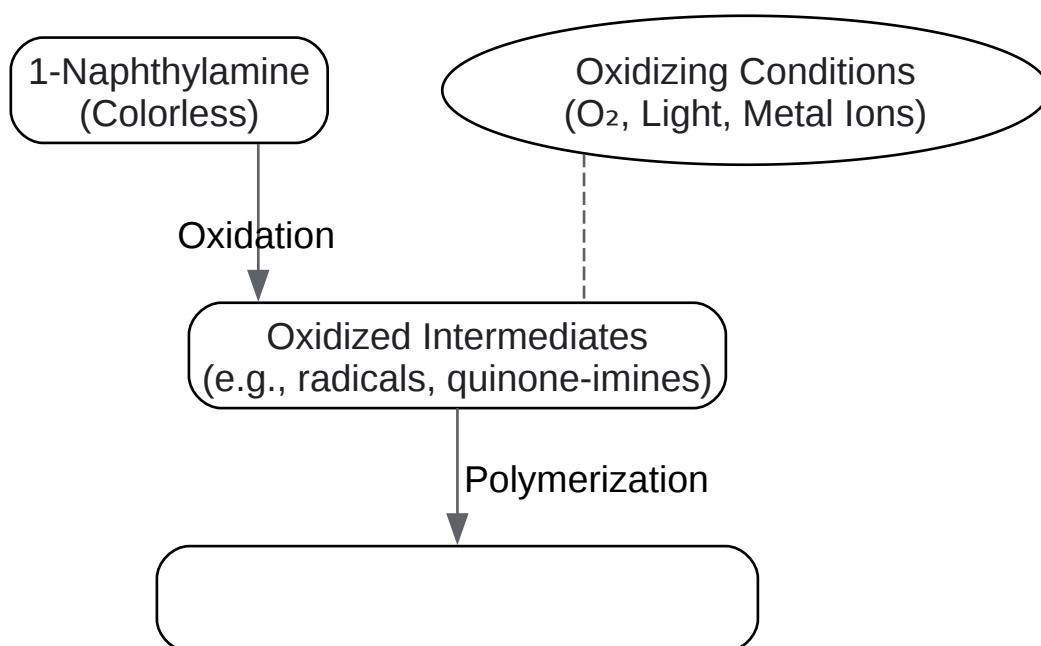 1-Naphthylamine
(Colorless)
Oxidizing Conditions
(O₂, Light, Metal Ions)
Oxidation
Oxidized Intermediates
(e.g., radicals, quinone-imines)
Polymerization